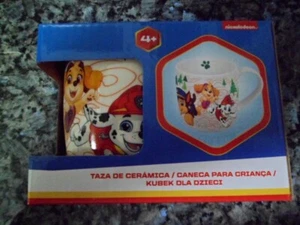 nickelodeon
4+
TAZA DE CERÁMICA / CANECA PARA CRIANÇA /
KUBEK DLA DZIECI